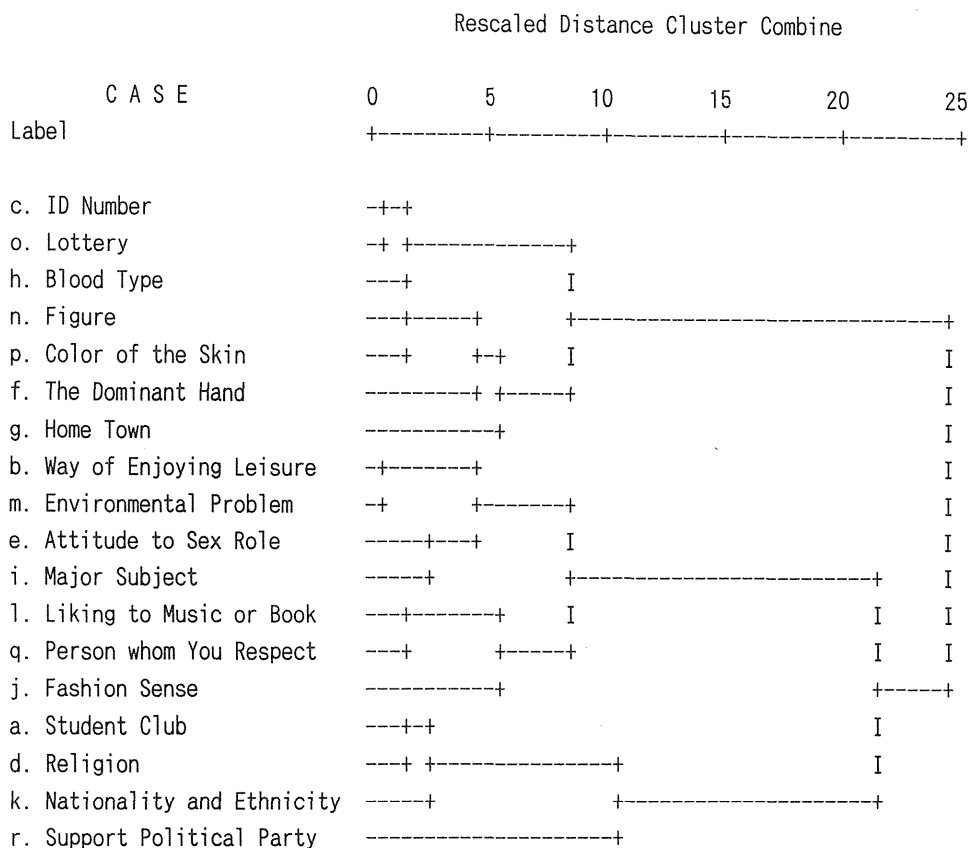 Rescaled Distance Cluster Combine
C A S E 0 5 10 15 20 25
Label +---------+---------+---------+---------+---------+
c. ID Number -+-+
o. Lottery -+ +-------------+
h. Blood Type ---+ I
n. Figure ---+-----+ +-------------------------------+
p. Color of the Skin ---+ +-+ I I
f. The Dominant Hand ---------+ +-----+ I
g. Home Town -----------+ I
b. Way of Enjoying Leisure -+-------+ I
m. Environmental Problem -+ +-------+ I
e. Attitude to Sex Role -----+---+ I I
i. Major Subject -----+ +-------------------------+ I
l. Liking to Music or Book ---+-------+ I I I
q. Person whom You Respect ---+ +-----+ I I
j. Fashion Sense -----------+ +-----+
a. Student Club ---+-+ I
d. Religion ---+ +---------------+ I
k. Nationality and Ethnicity -----+ +---------------------+
r. Support Political Party ---------------------+